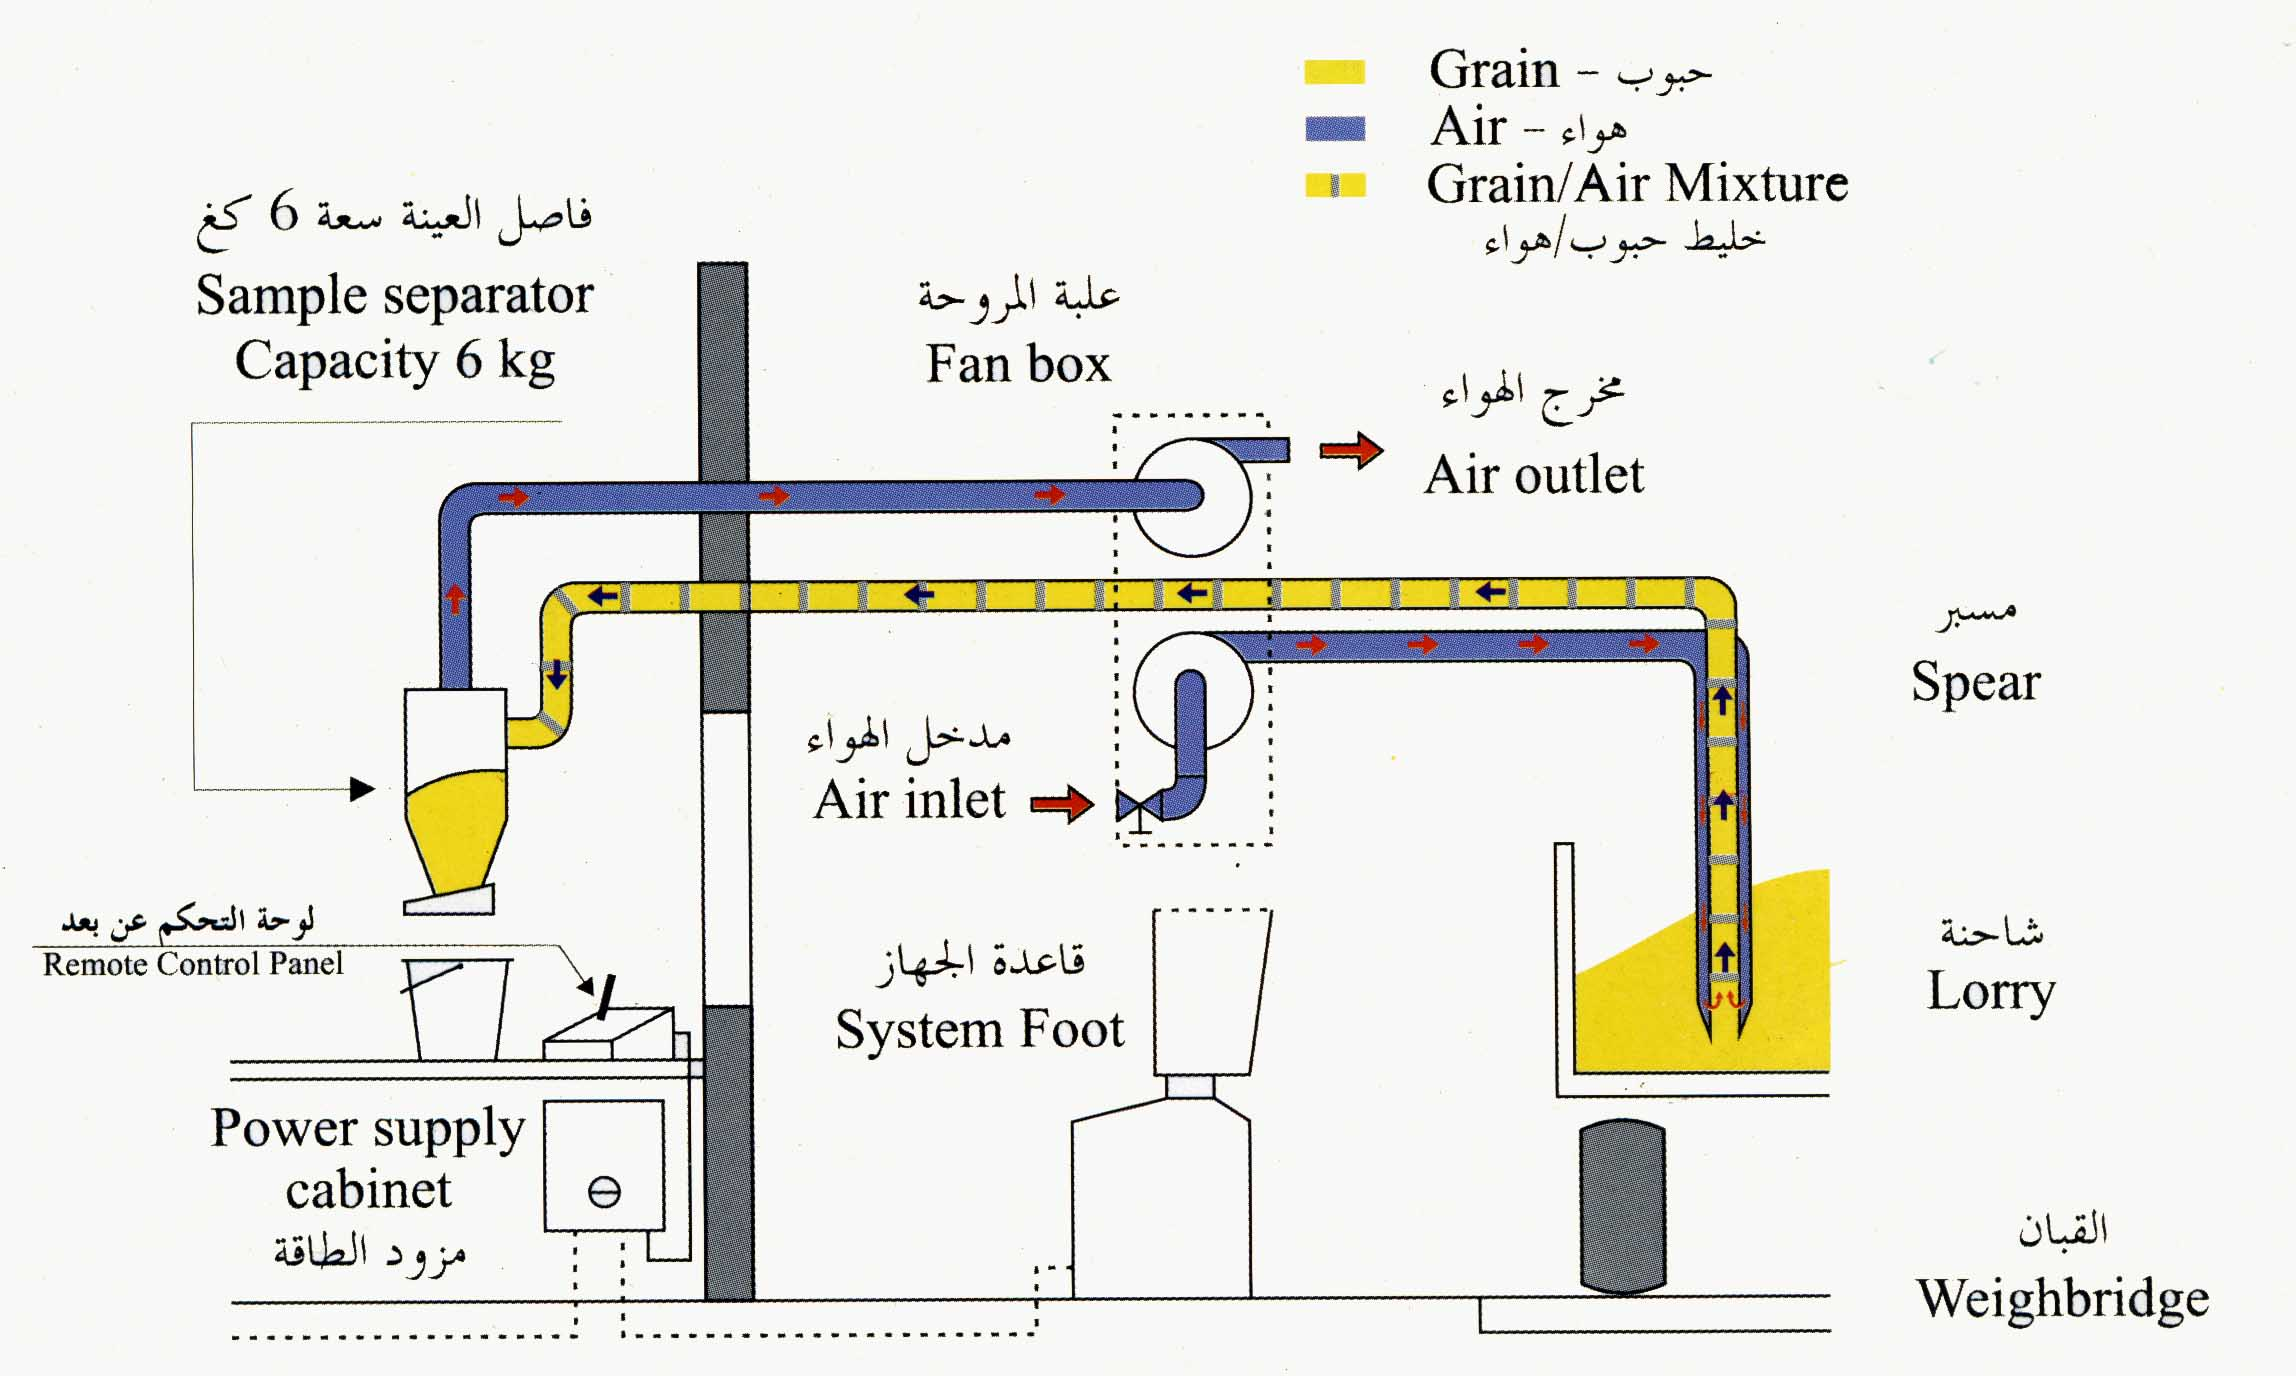 Grain – حبوب
Air – هواء
Grain/Air Mixture
خليط حبوب/هواء
فاصل العينة سعة 6 كغ
Sample separator
Capacity 6 kg
علبة المروحة
Fan box
مخرج الهواء
Air outlet
مسبر
Spear
مدخل الهواء
Air inlet
لوحة التحكم عن بعد
Remote Control Panel
قاعدة الجهاز
System Foot
شاحنة
Lorry
Power supply
cabinet
مزود الطاقة
القبان
Weighbridge